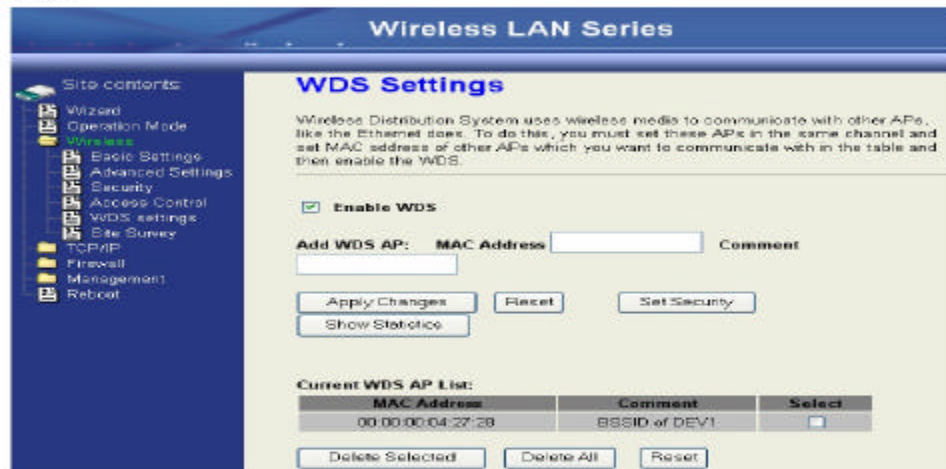 Wireless LAN Series
Site contents:
Wizard
Operation Mode
Wireless
Basic Settings
Advanced Settings
Security
Access Control
WDS settings
Site Survey
TCP/IP
Firewall
Management
Reboot
WDS Settings
Wireless Distribution System uses wireless media to communicate with other APs,
like the Ethernet does. To do this, you must set these APs in the same channel and
set MAC address of other APs which you want to communicate with in the table and
then enable the WDS.
Enable WDS
Add WDS AP: MAC Address Comment
Apply Changes Reset Set Security
Show Statistics
Current WDS AP List:
MAC Address Comment Select
00:00:00:04:27:28 BSSID of DEV1
Delete Selected Delete All Reset